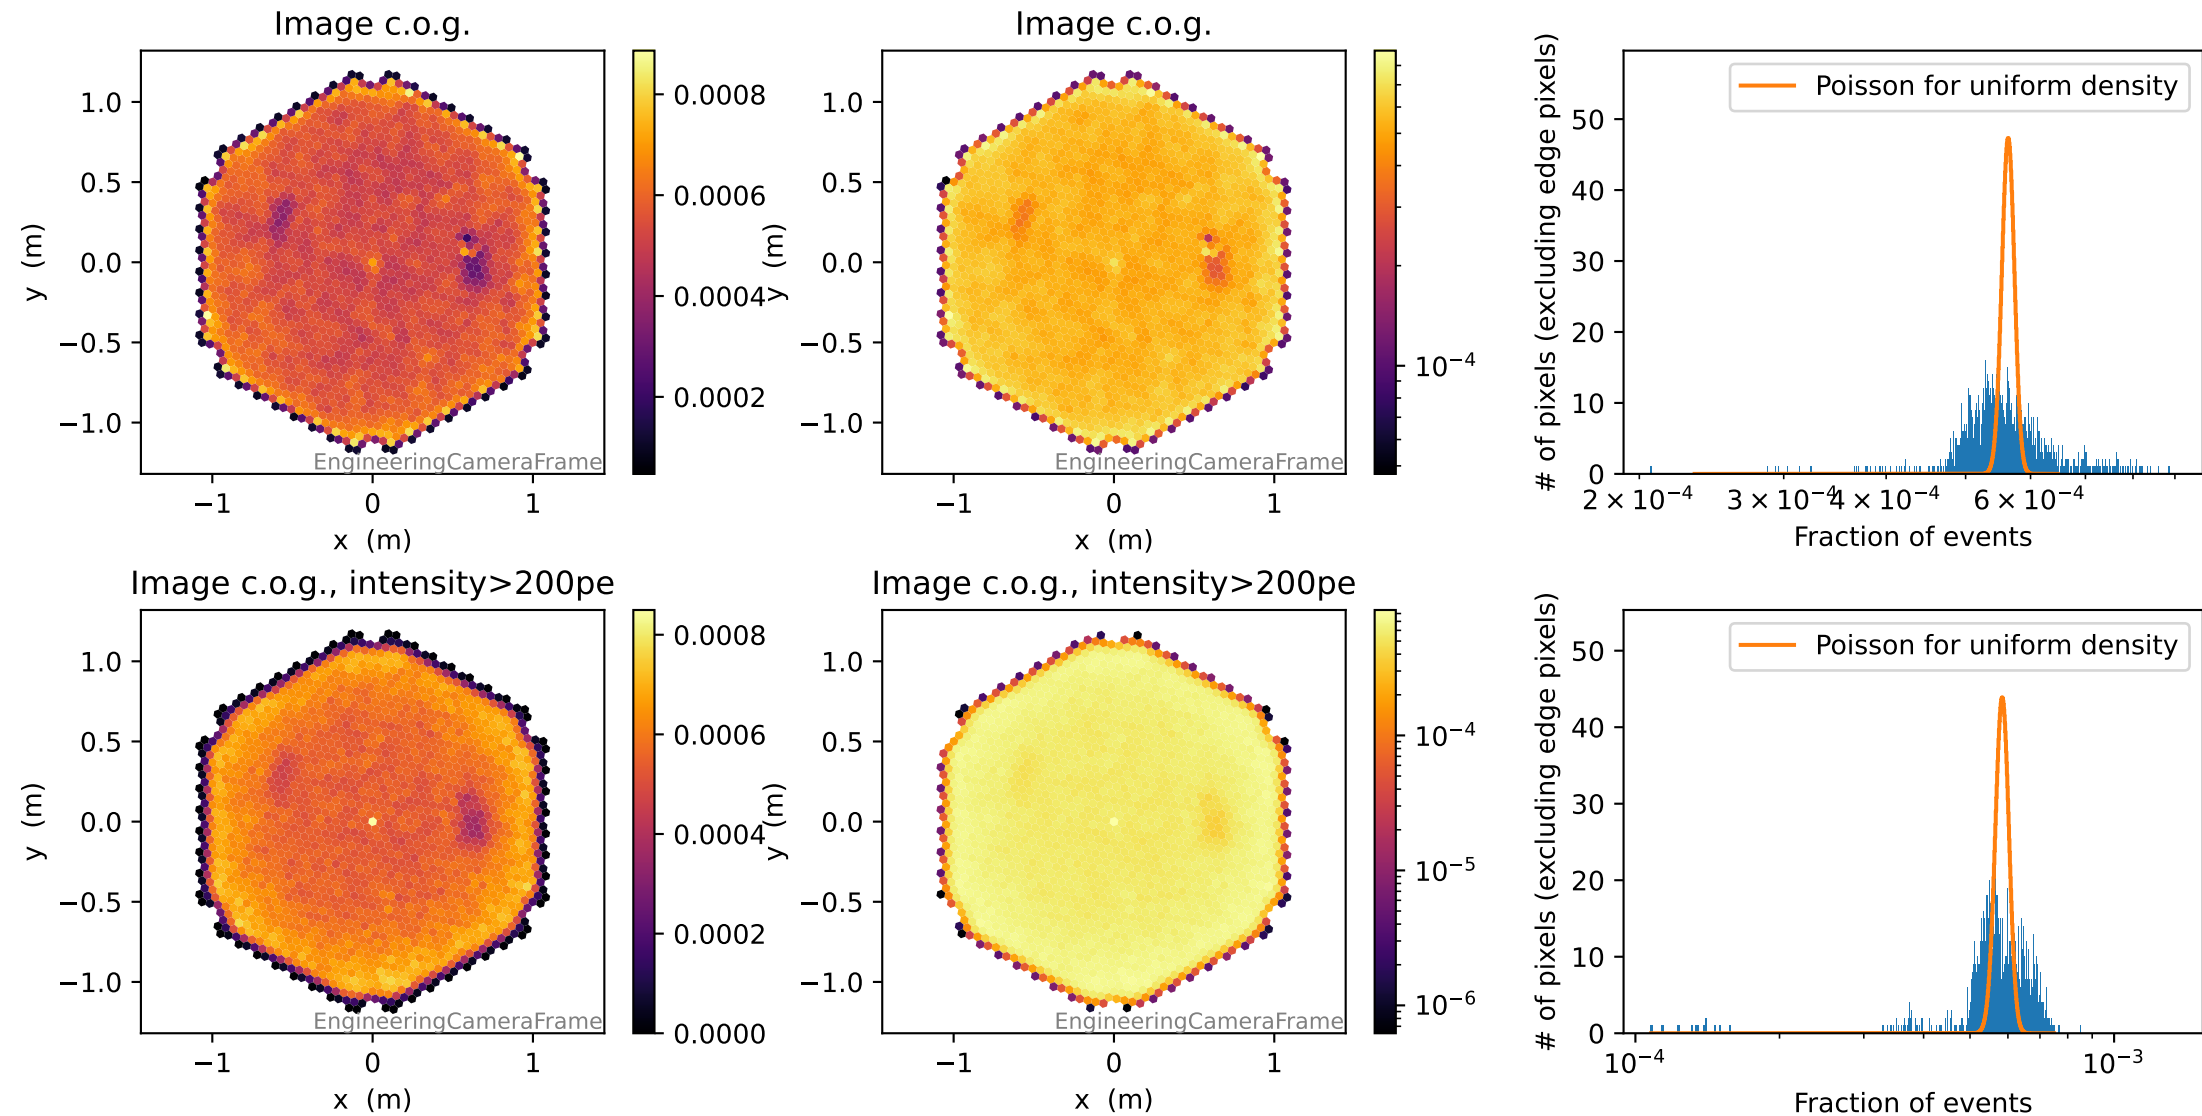 Image c.o.g.
1.0
0.5
0.0
−0.5
−1.0
y (m)
−1
0
1
x (m)
EngineeringCameraFrame
0.0008
0.0006
0.0004
0.0002
Image c.o.g.
1.0
0.5
0.0
−0.5
−1.0
y (m)
−1
0
1
x (m)
EngineeringCameraFrame
10⁻⁴
Poisson for uniform density
50
40
30
20
10
0
# of pixels (excluding edge pixels)
2 × 10⁻⁴
3 × 10⁻⁴
4 × 10⁻⁴
6 × 10⁻⁴
Fraction of events
Image c.o.g., intensity>200pe
1.0
0.5
0.0
−0.5
−1.0
y (m)
−1
0
1
x (m)
EngineeringCameraFrame
0.0008
0.0006
0.0004
0.0002
0.0000
Image c.o.g., intensity>200pe
1.0
0.5
0.0
−0.5
−1.0
y (m)
−1
0
1
x (m)
EngineeringCameraFrame
10⁻⁴
10⁻⁵
10⁻⁶
Poisson for uniform density
50
40
30
20
10
0
# of pixels (excluding edge pixels)
10⁻⁴
10⁻³
Fraction of events